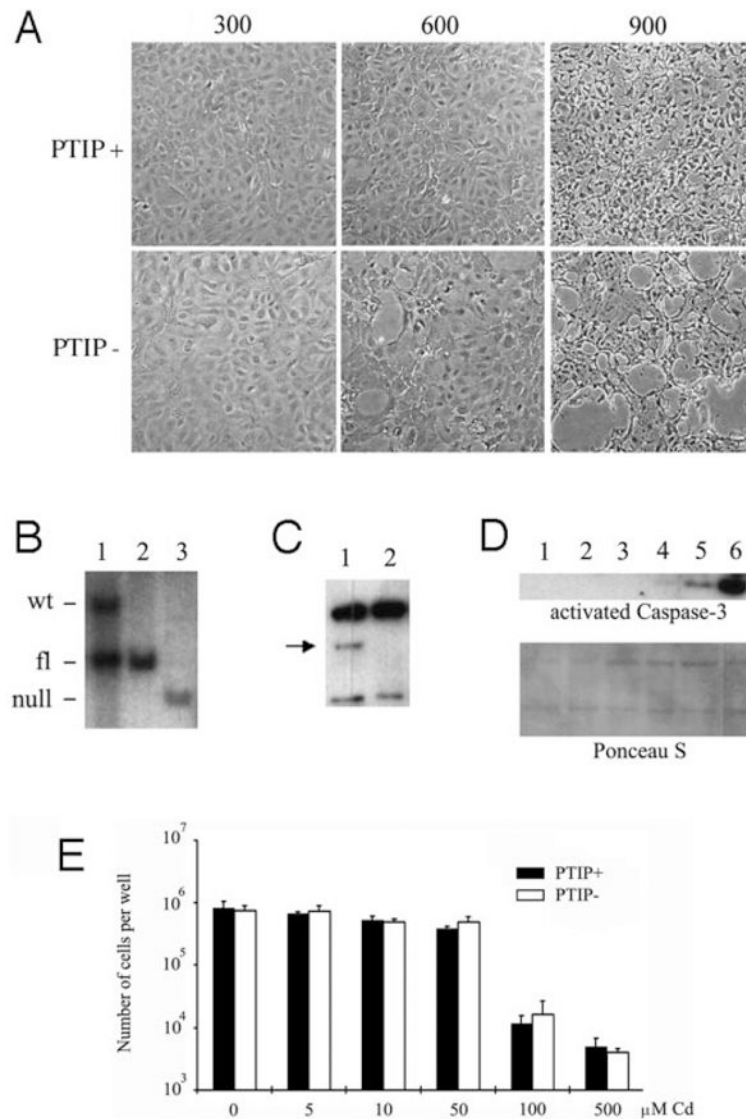 A
300 600 900
PTIP +
PTIP -
B
1 2 3
wt –
fl –
null –
C
1 2
D
1 2 3 4 5 6
activated Caspase-3
Ponceau S
E
Number of cells per well
10⁷
10⁶
10⁵
10⁴
10³
PTIP+
PTIP-
0 5 10 50 100 500 µM Cd